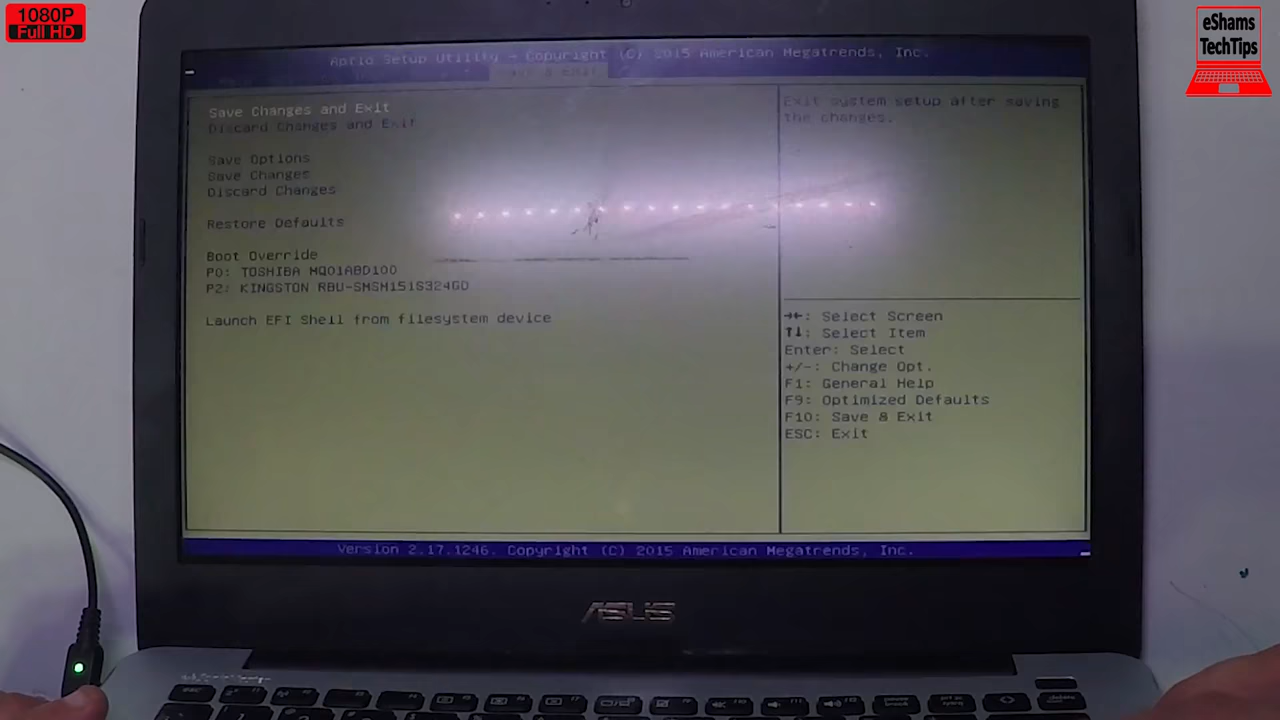 1080P
Full HD
eShams
TechTips
Aptio Setup Utility - Copyright (C) 2015 American Megatrends, Inc.
Save & Exit
Save Changes and Exit
Discard Changes and Exit
Save Options
Save Changes
Discard Changes
Restore Defaults
Boot Override
P0: TOSHIBA MQ01ABD100
P2: KINGSTON RBU-SMSM151S324GD
Launch EFI Shell from filesystem device
Exit system setup after saving
the changes.
→←: Select Screen
↑↓: Select Item
Enter: Select
+/-: Change Opt.
F1: General Help
F9: Optimized Defaults
F10: Save & Exit
ESC: Exit
Version 2.17.1246. Copyright (C) 2015 American Megatrends, Inc.
ASUS